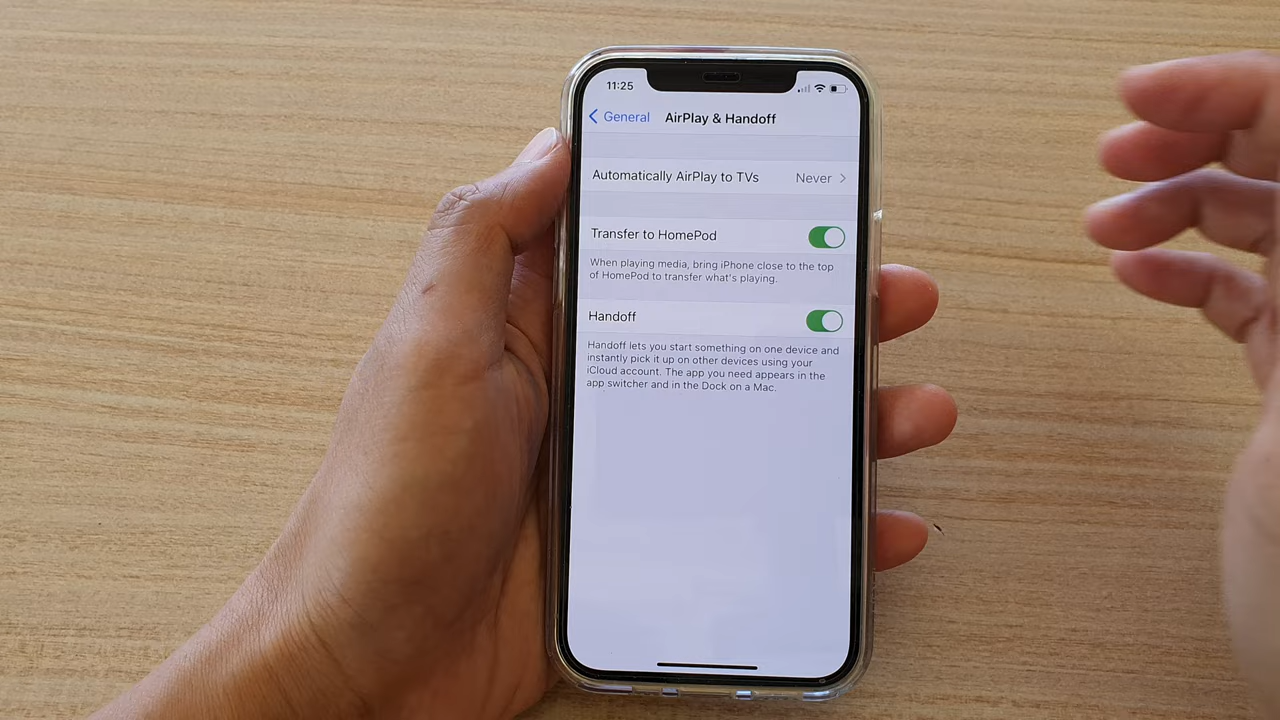 11:25
General
AirPlay & Handoff
Automatically AirPlay to TVs Never
Transfer to HomePod
When playing media, bring iPhone close to the top
of HomePod to transfer what's playing.
Handoff
Handoff lets you start something on one device and
instantly pick it up on other devices using your
iCloud account. The app you need appears in the
app switcher and in the Dock on a Mac.